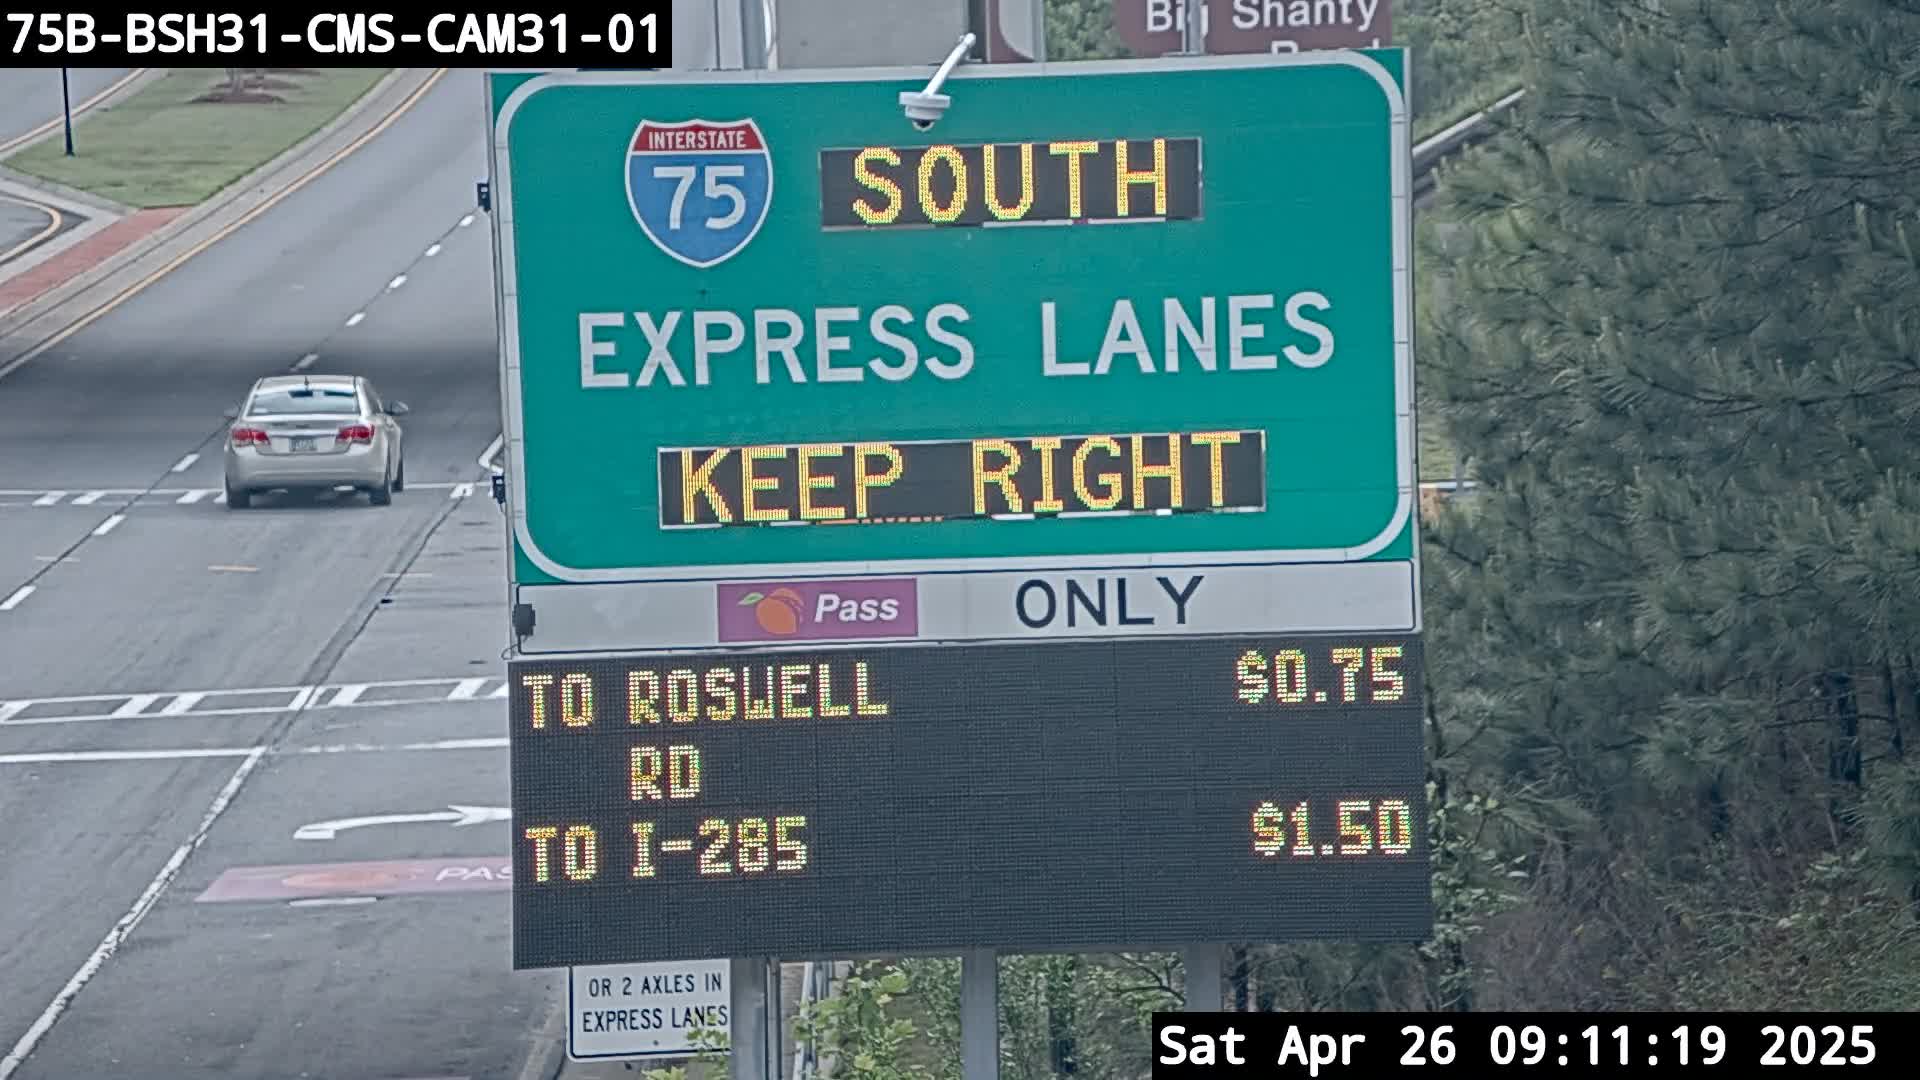 75B-BSH31-CMS-CAM31-01
Big Shanty
Road
INTERSTATE
75
SOUTH
EXPRESS LANES
KEEP RIGHT
Pass ONLY
TO ROSWELL $0.75
RD
TO I-285 $1.50
OR 2 AXLES IN
EXPRESS LANES
Sat Apr 26 09:11:19 2025